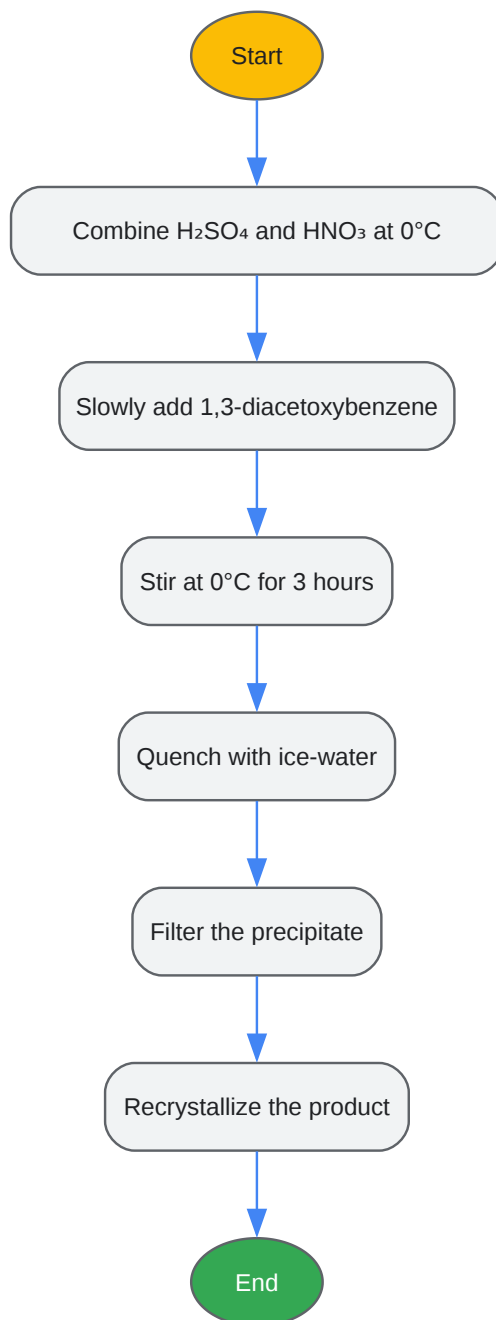 Start
Combine H₂SO₄ and HNO₃ at 0°C
Slowly add 1,3-diacetoxybenzene
Stir at 0°C for 3 hours
Quench with ice-water
Filter the precipitate
Recrystallize the product
End